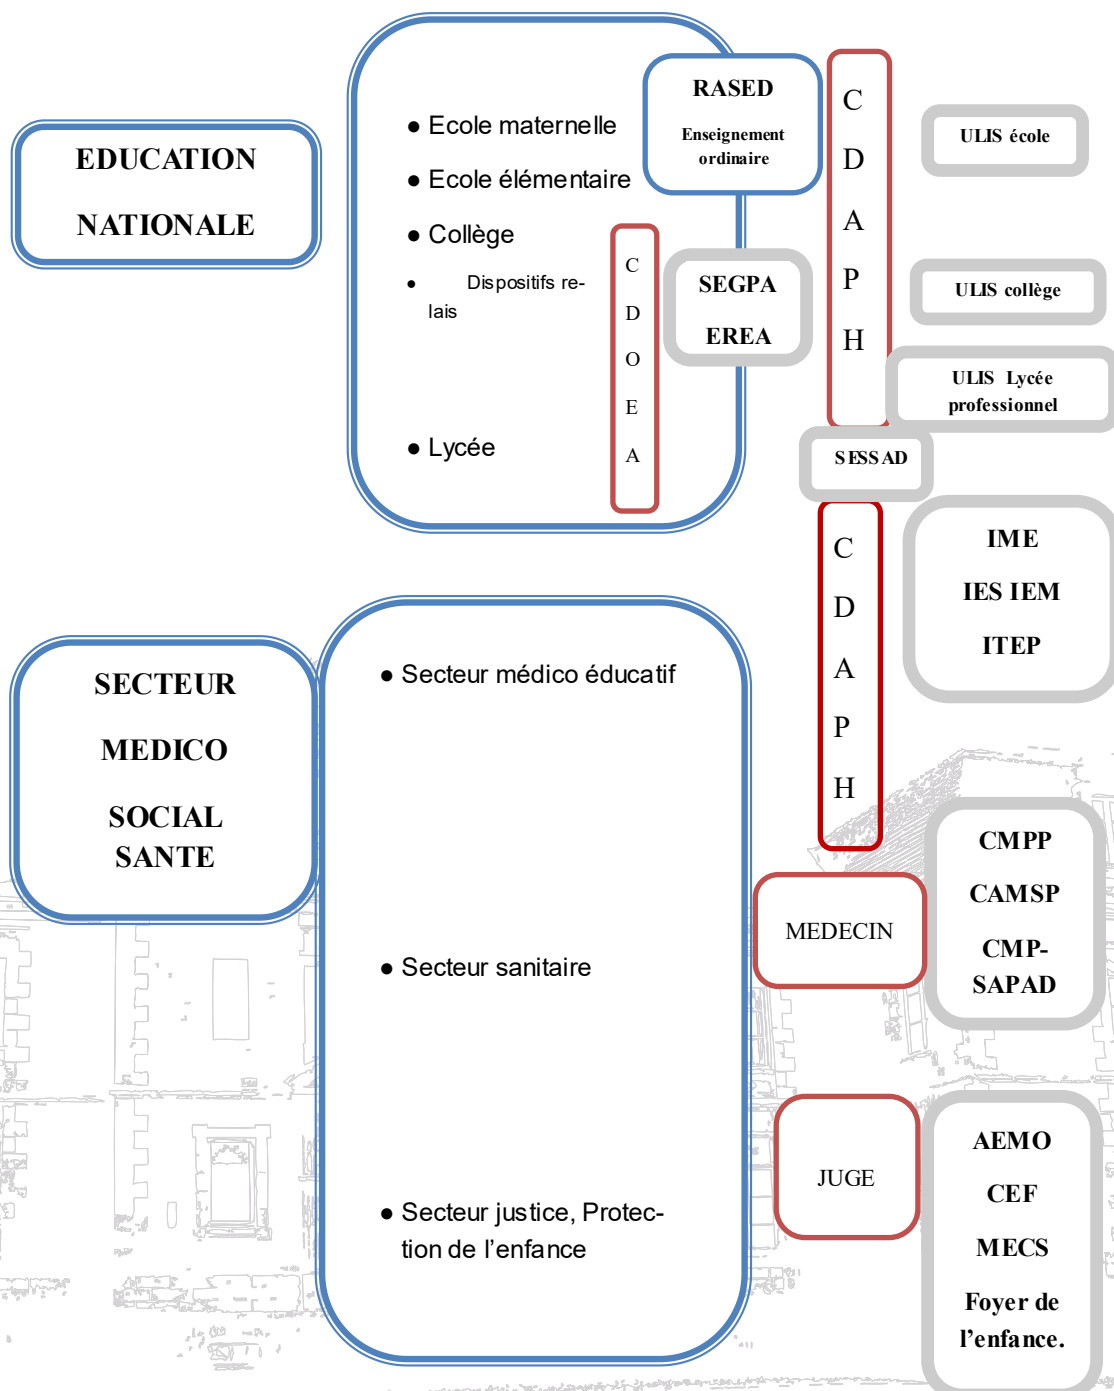 EDUCATION
NATIONALE
● Ecole maternelle
● Ecole élémentaire
● Collège
● Dispositifs re-
lais
● Lycée
C
D
O
E
A
RASED
Enseignement
ordinaire
SEGPA
EREA
C
D
A
P
H
ULIS école
ULIS collège
ULIS Lycée
professionnel
SESSAD
SECTEUR
MEDICO
SOCIAL
SANTE
● Secteur médico éducatif
● Secteur sanitaire
● Secteur justice, Protec-
tion de l’enfance
C
D
A
P
H
IME
IES IEM
ITEP
MEDECIN
CMPP
CAMSP
CMP-
SAPAD
JUGE
AEMO
CEF
MECS
Foyer de
l’enfance.